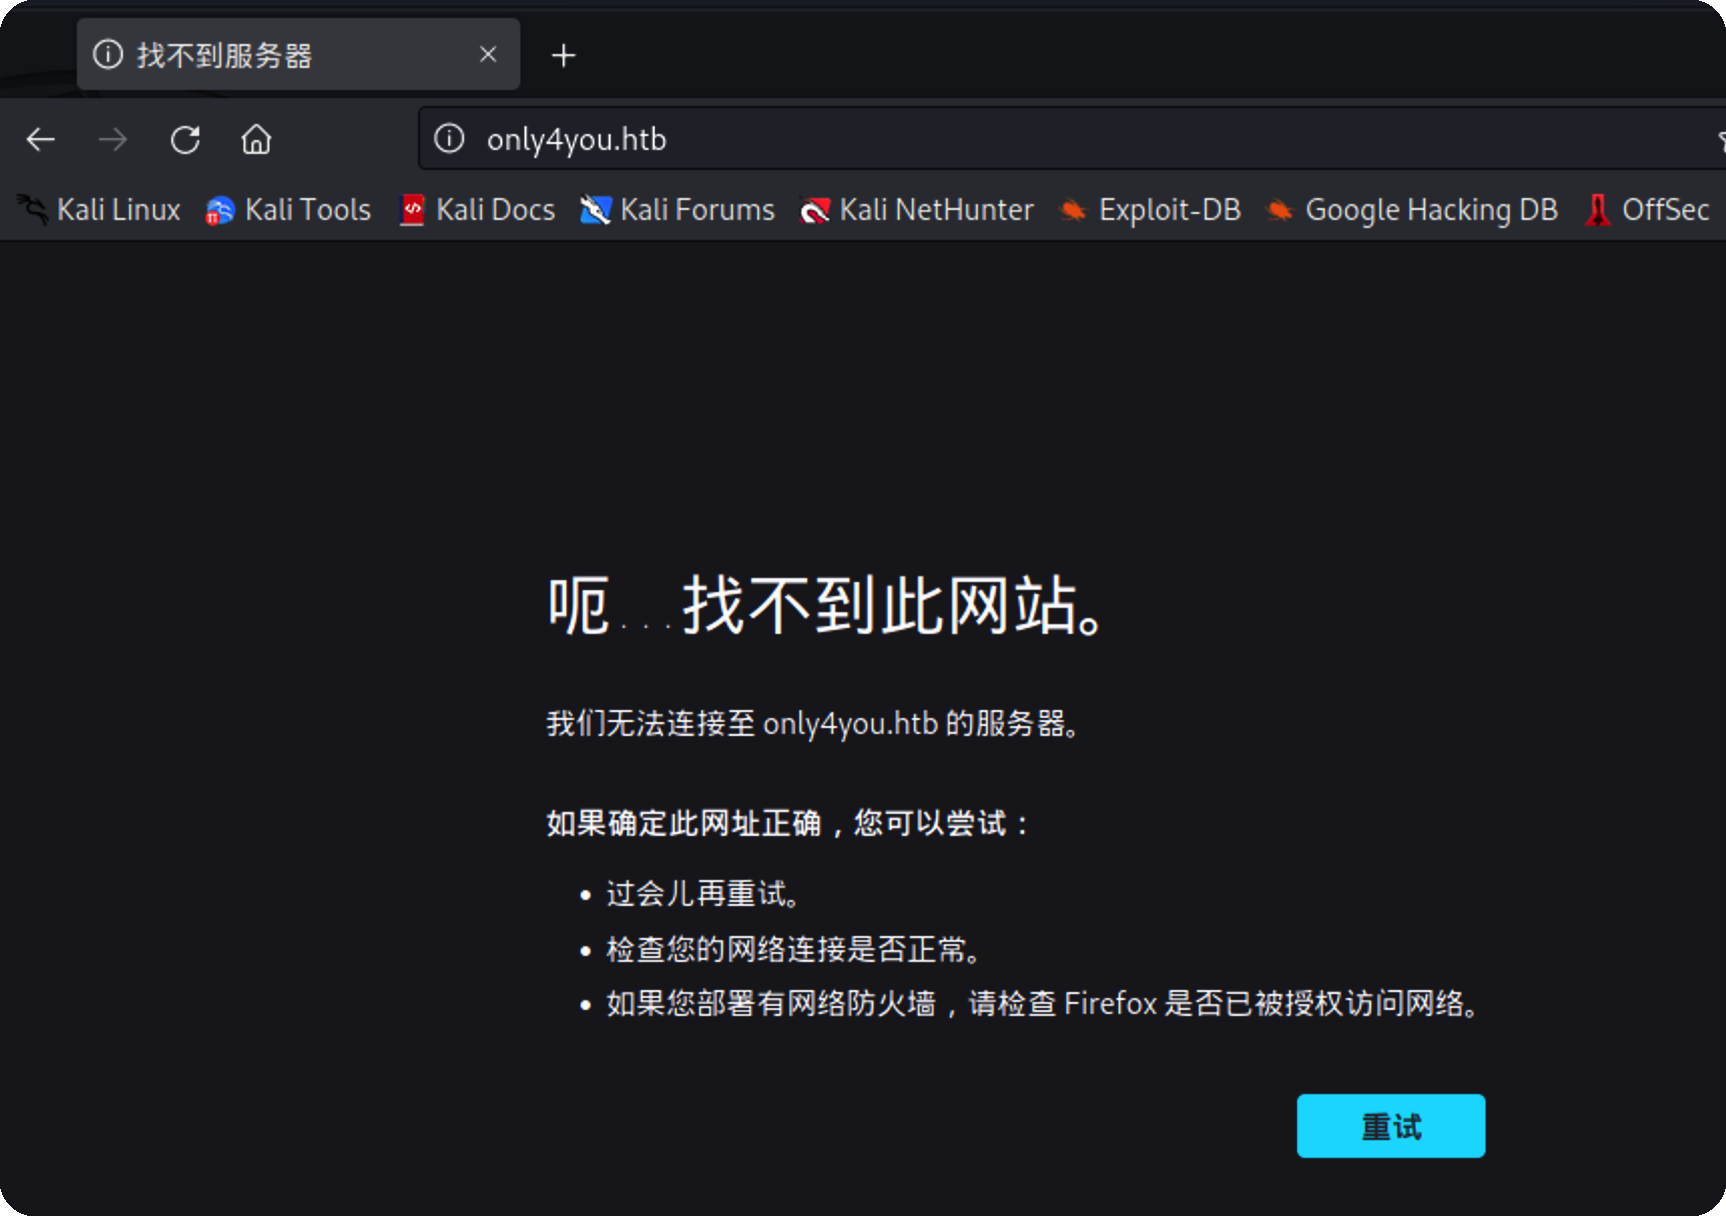 找不到服务器
only4you.htb
Kali Linux Kali Tools Kali Docs Kali Forums Kali NetHunter Exploit-DB Google Hacking DB OffSec
呃...找不到此网站。
我们无法连接至 only4you.htb 的服务器。
如果确定此网址正确，您可以尝试：
• 过会儿再重试。
• 检查您的网络连接是否正常。
• 如果您部署有网络防火墙，请检查 Firefox 是否已被授权访问网络。
重试